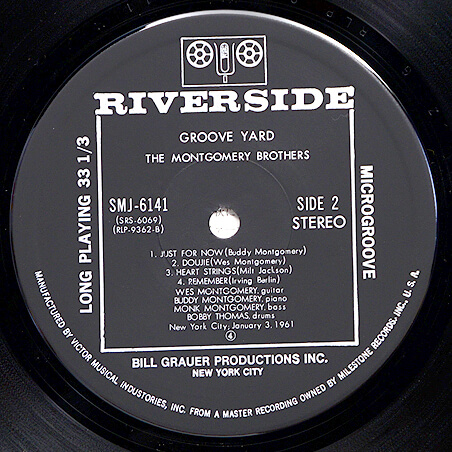 RIVERSIDE
GROOVE YARD
THE MONTGOMERY BROTHERS
SMJ-6141
(SRS-6069)
(RLP-9362-B)
SIDE 2
STEREO
1. JUST FOR NOW (Buddy Montgomery)
2. DOUJIE (Wes Montgomery)
3. HEART STRINGS (Milt Jackson)
4. REMEMBER (Irving Berlin)
WES MONTGOMERY, guitar
BUDDY MONTGOMERY, piano
MONK MONTGOMERY, bass
BOBBY THOMAS, drums
New York City; January 3, 1961
4
LONG PLAYING 33 1/3
MICROGROOVE
BILL GRAUER PRODUCTIONS INC.
NEW YORK CITY
MANUFACTURED BY VICTOR MUSICAL INDUSTRIES, INC. FROM A MASTER RECORDING OWNED BY MILESTONE RECORDS, INC. U. S. A.